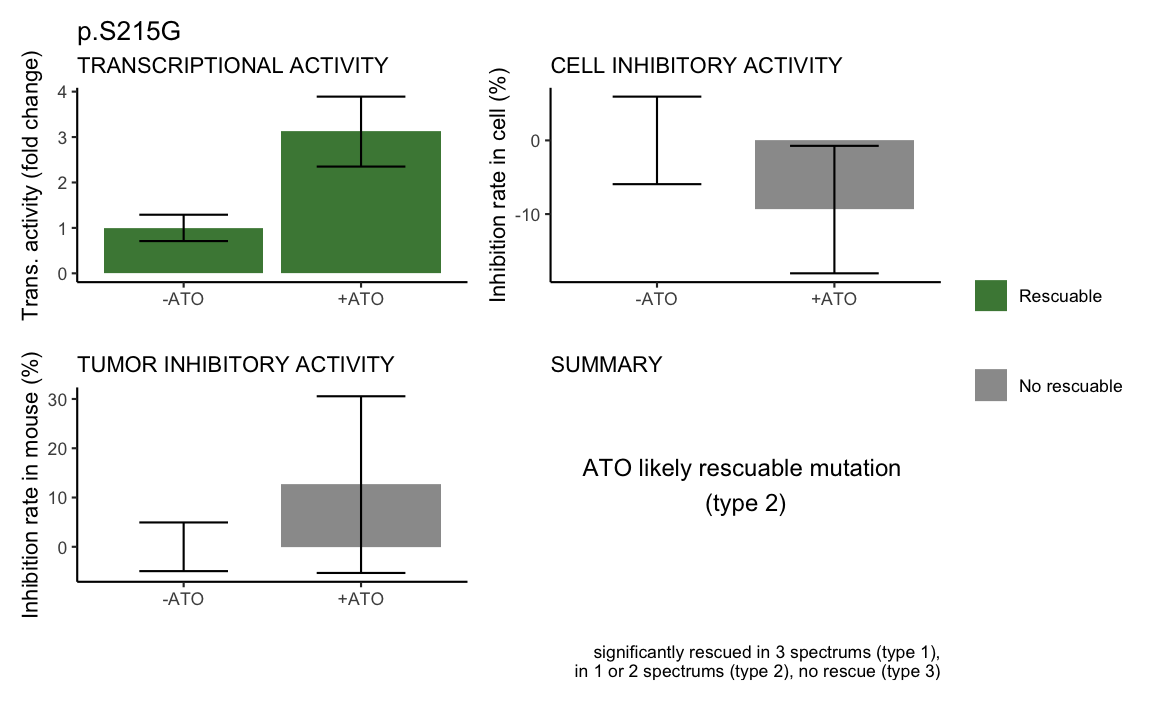 p.S215G
TRANSCRIPTIONAL ACTIVITY
Trans. activity (fold change)
4
3
2
1
0
-ATO
+ATO
CELL INHIBITORY ACTIVITY
Inhibition rate in cell (%)
0
-10
-ATO
+ATO
Rescuable
No rescuable
TUMOR INHIBITORY ACTIVITY
Inhibition rate in mouse (%)
30
20
10
0
-ATO
+ATO
SUMMARY
ATO likely rescuable mutation
(type 2)
significantly rescued in 3 spectrums (type 1),
in 1 or 2 spectrums (type 2), no rescue (type 3)